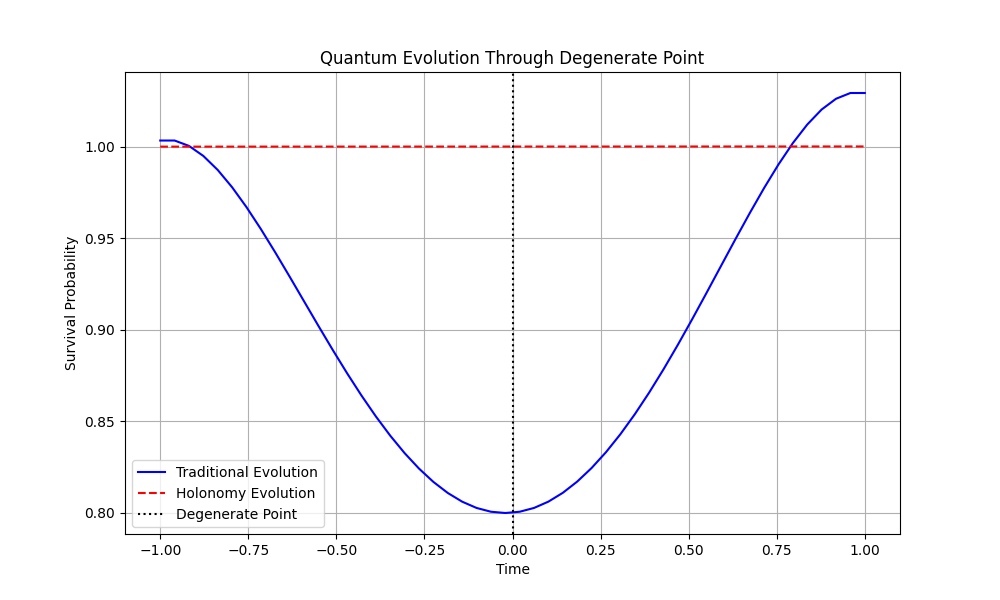 Quantum Evolution Through Degenerate Point
Survival Probability
1.00
0.95
0.90
0.85
0.80
Traditional Evolution
Holonomy Evolution
Degenerate Point
−1.00 −0.75 −0.50 −0.25 0.00 0.25 0.50 0.75 1.00
Time